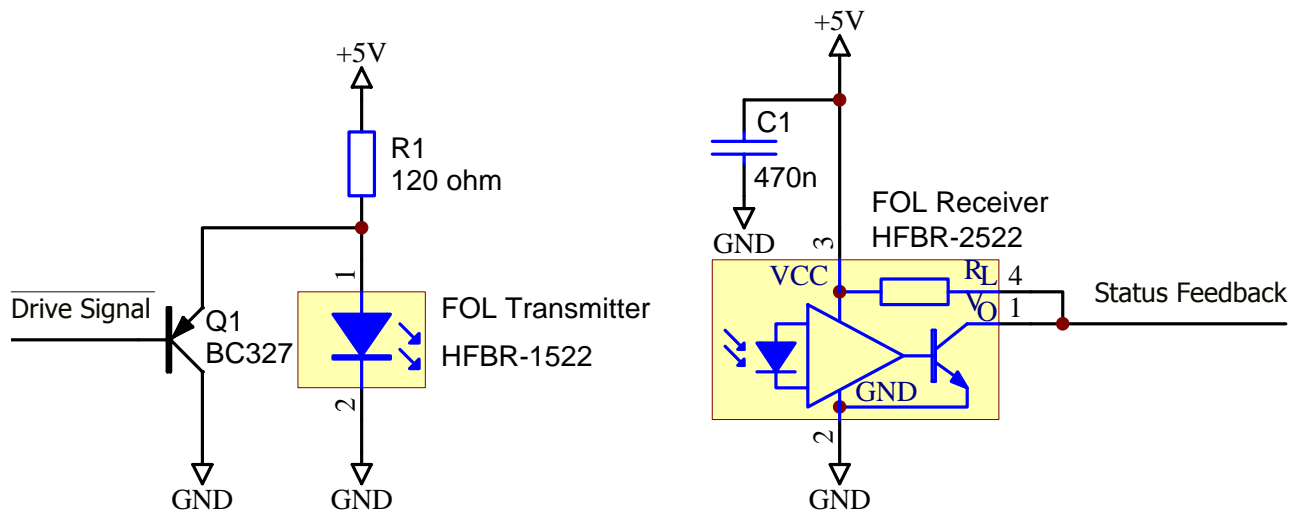 +5V
R1
120 ohm
1
Drive Signal
Q1
BC327
FOL Transmitter
HFBR-1522
2
GND
GND
+5V
C1
470n
GND
FOL Receiver
HFBR-2522
3
VCC
RL
4
VO
1
Status Feedback
GND
2
GND